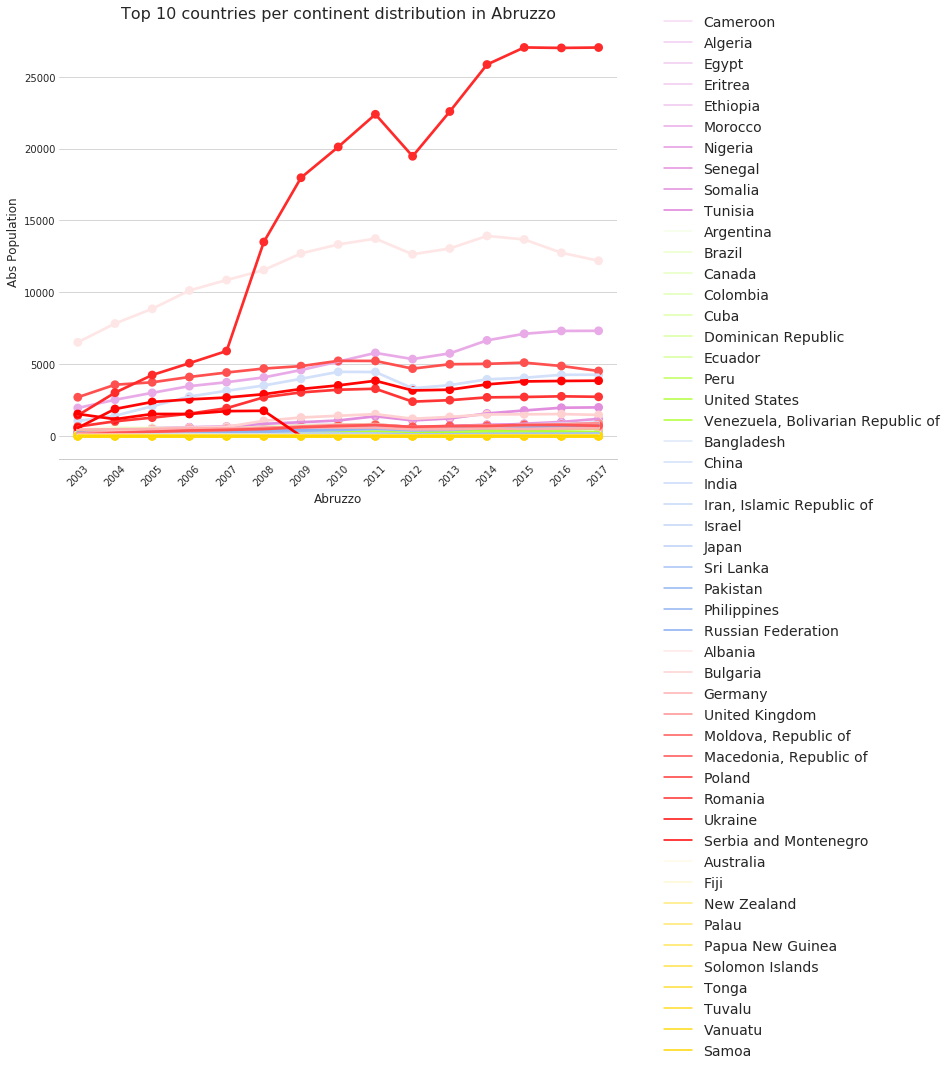 Top 10 countries per continent distribution in Abruzzo
Abs Population
25000
20000
15000
10000
5000
0
2003
2004
2005
2006
2007
2008
2009
2010
2011
2012
2013
2014
2015
2016
2017
Abruzzo
Cameroon
Algeria
Egypt
Eritrea
Ethiopia
Morocco
Nigeria
Senegal
Somalia
Tunisia
Argentina
Brazil
Canada
Colombia
Cuba
Dominican Republic
Ecuador
Peru
United States
Venezuela, Bolivarian Republic of
Bangladesh
China
India
Iran, Islamic Republic of
Israel
Japan
Sri Lanka
Pakistan
Philippines
Russian Federation
Albania
Bulgaria
Germany
United Kingdom
Moldova, Republic of
Macedonia, Republic of
Poland
Romania
Ukraine
Serbia and Montenegro
Australia
Fiji
New Zealand
Palau
Papua New Guinea
Solomon Islands
Tonga
Tuvalu
Vanuatu
Samoa